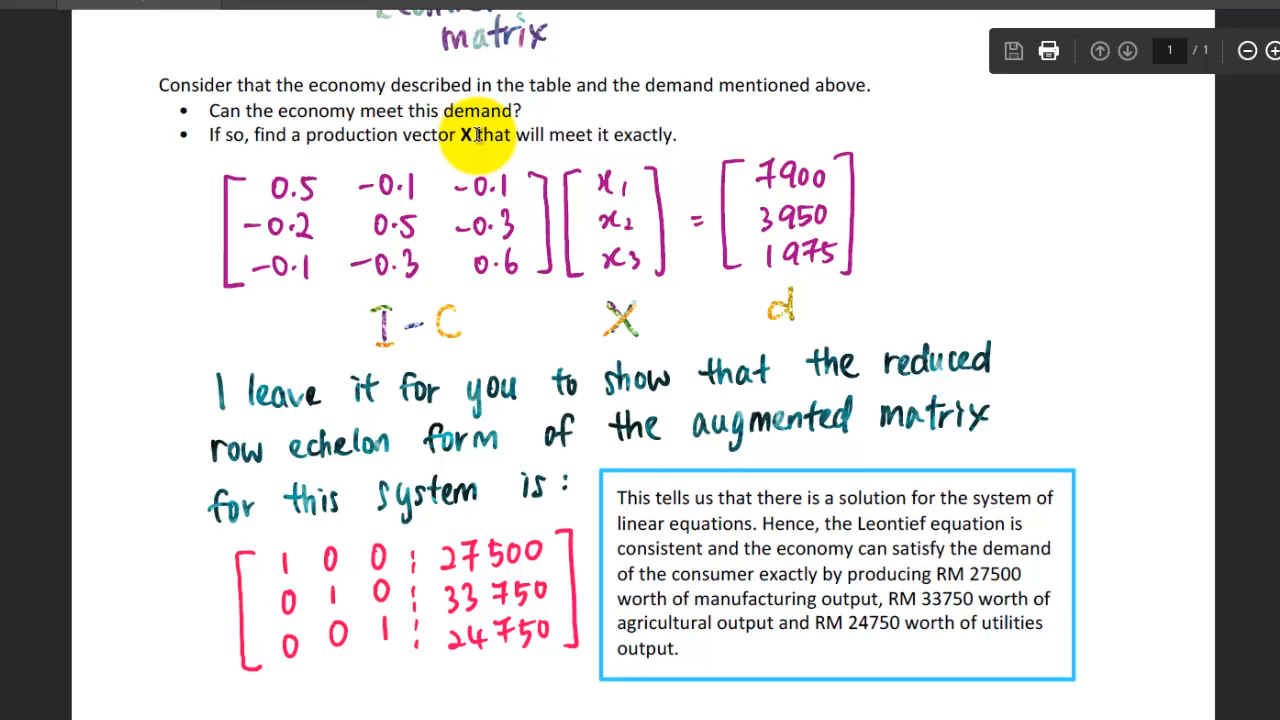 matrix
1 / 1
Consider that the economy described in the table and the demand mentioned above.
• Can the economy meet this demand?
• If so, find a production vector X that will meet it exactly.
[ 0.5 -0.1 -0.1 ] [ x1 ] [ 7900 ]
[ -0.2 0.5 -0.3 ] [ x2 ] = [ 3950 ]
[ -0.1 -0.3 0.6 ] [ x3 ] [ 1975 ]
I - C X d
I leave it for you to show that the reduced
row echelon form of the augmented matrix
for this system is:
[ 1 0 0 ⋮ 27500 ]
[ 0 1 0 ⋮ 33750 ]
[ 0 0 1 ⋮ 24750 ]
This tells us that there is a solution for the system of
linear equations. Hence, the Leontief equation is
consistent and the economy can satisfy the demand
of the consumer exactly by producing RM 27500
worth of manufacturing output, RM 33750 worth of
agricultural output and RM 24750 worth of utilities
output.